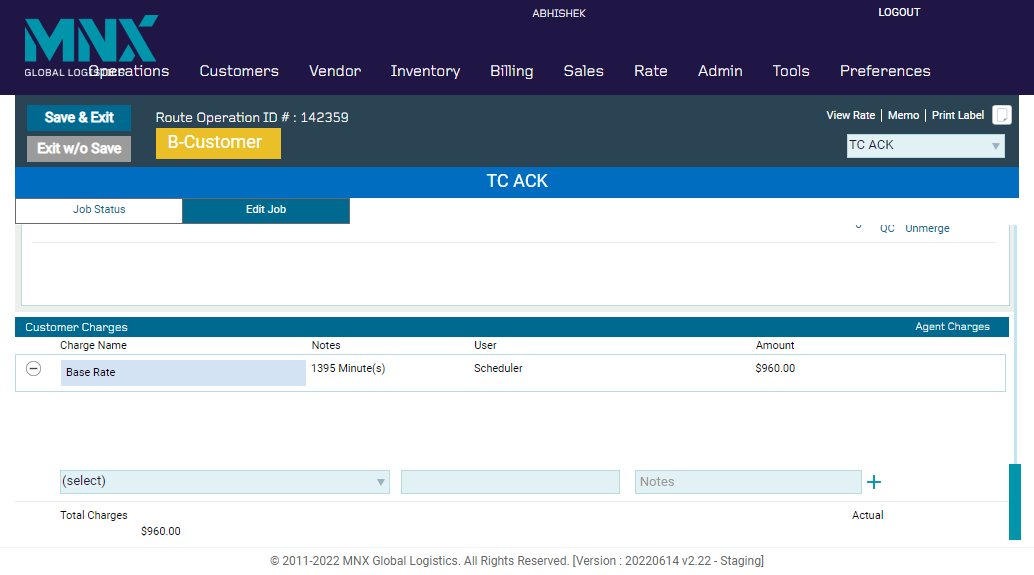 ABHISHEK
LOGOUT
MNX
GLOBAL LOGISTICS
Operations Customers Vendor Inventory Billing Sales Rate Admin Tools Preferences
Save & Exit
Route Operation ID # : 142359
View Rate | Memo | Print Label
Exit w/o Save
B-Customer
TC ACK
TC ACK
Job Status Edit Job
QC Unmerge
Customer Charges Agent Charges
Charge Name Notes User Amount
Base Rate 1395 Minute(s) Scheduler $960.00
(select) Notes
Total Charges Actual
$960.00
© 2011-2022 MNX Global Logistics. All Rights Reserved. [Version : 20220614 v2.22 - Staging]